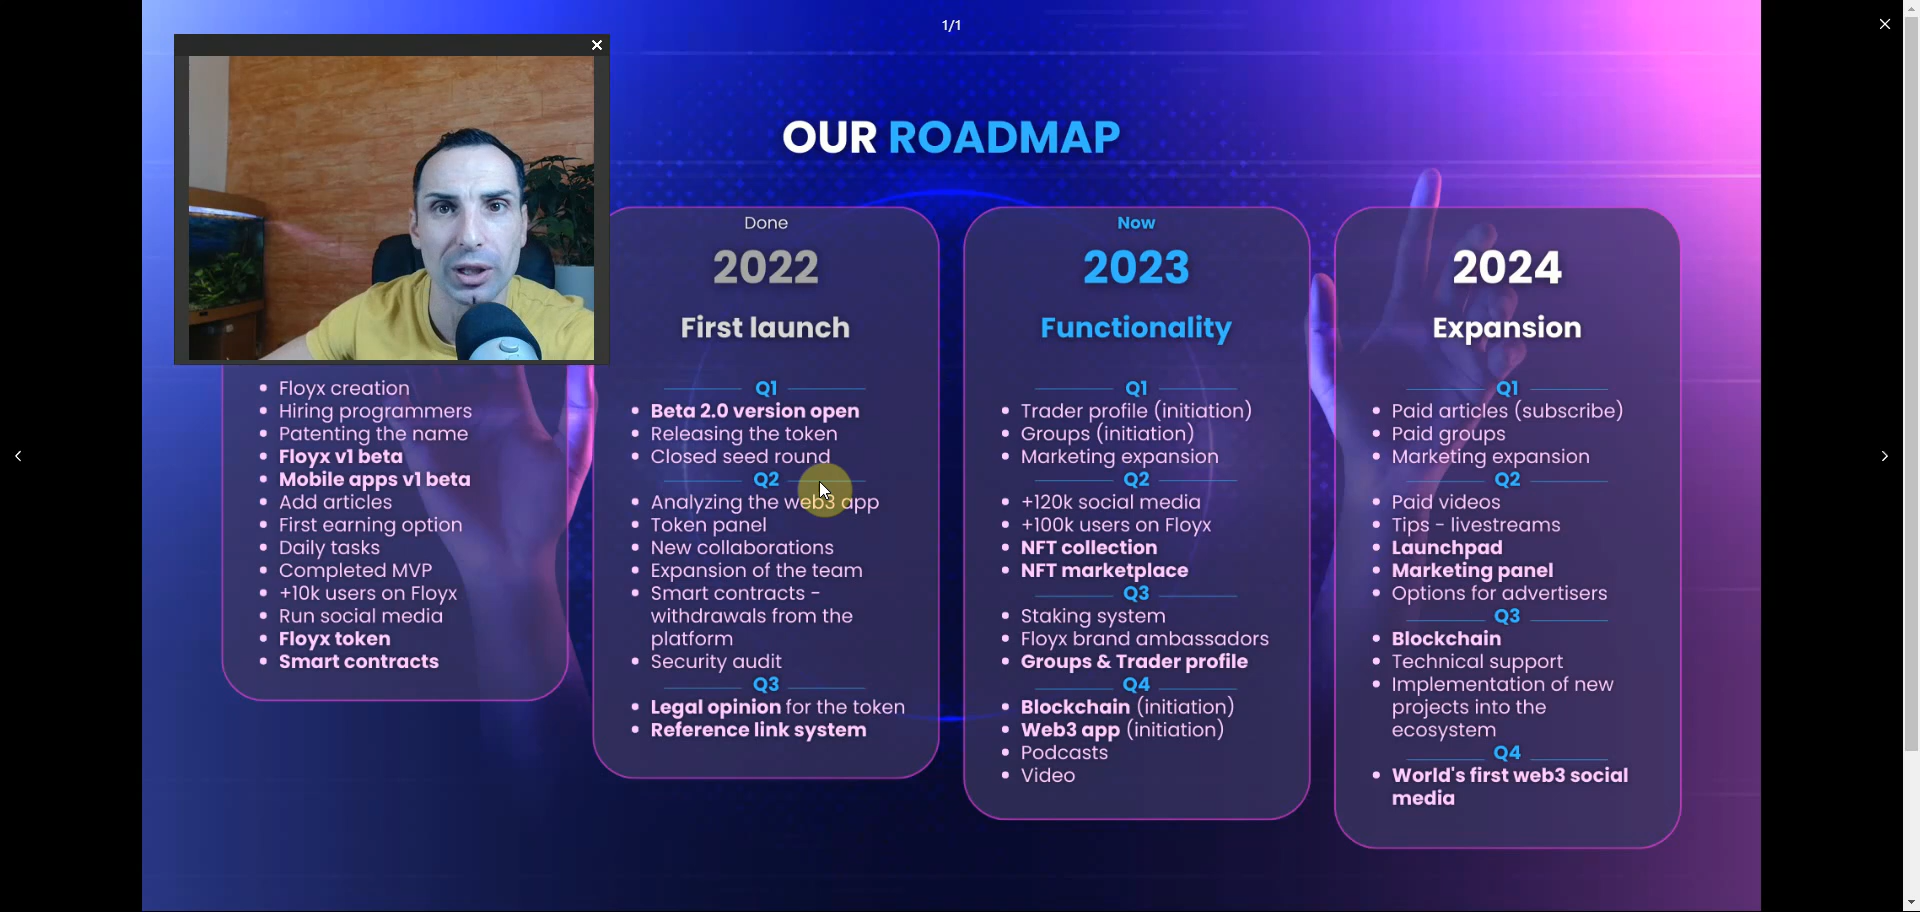 1/1
OUR ROADMAP
Floyx creation
Hiring programmers
Patenting the name
Floyx v1 beta
Mobile apps v1 beta
Add articles
First earning option
Daily tasks
Completed MVP
+10k users on Floyx
Run social media
Floyx token
Smart contracts
Done
2022
First launch
Q1
Beta 2.0 version open
Releasing the token
Closed seed round
Q2
Analyzing the web3 app
Token panel
New collaborations
Expansion of the team
Smart contracts -
withdrawals from the
platform
Security audit
Q3
Legal opinion for the token
Reference link system
Now
2023
Functionality
Q1
Trader profile (initiation)
Groups (initiation)
Marketing expansion
Q2
+120k social media
+100k users on Floyx
NFT collection
NFT marketplace
Q3
Staking system
Floyx brand ambassadors
Groups & Trader profile
Q4
Blockchain (initiation)
Web3 app (initiation)
Podcasts
Video
2024
Expansion
Q1
Paid articles (subscribe)
Paid groups
Marketing expansion
Q2
Paid videos
Tips - livestreams
Launchpad
Marketing panel
Options for advertisers
Q3
Blockchain
Technical support
Implementation of new
projects into the
ecosystem
Q4
World's first web3 social
media